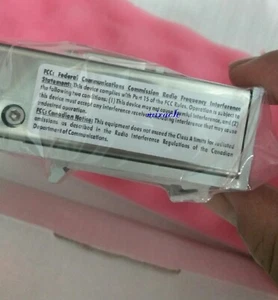 FCC: Federal Communications Commission Radio Frequency Interference
Statement: This device complies with Part 15 of the FCC Rules. Operation is subject to
the following two conditions: (1) This device may not cause harmful interference, and (2)
this device must accept any interference received, including interference that may cause
undesired operation.
FCC: Canadian Notice: This equipment does not exceed the Class A limits for radiated
emissions as described in the Radio Interference Regulations of the Canadian
Department of Communications.